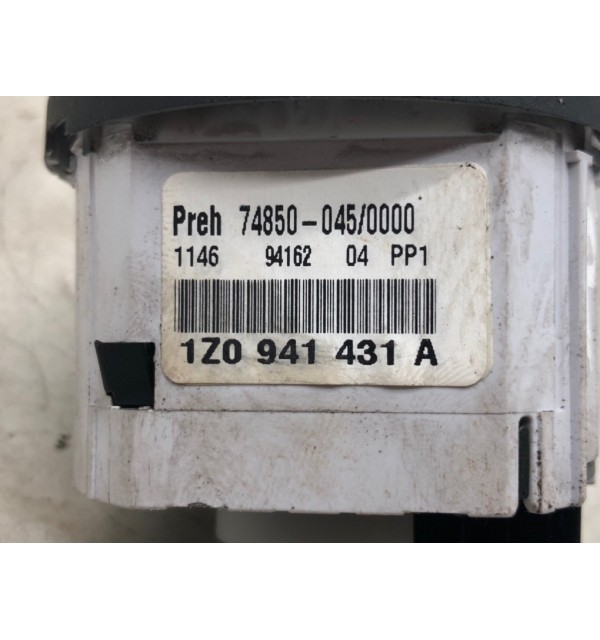 Preh 74850-045/0000
1146 94162 04 PP1
1Z0 941 431 A